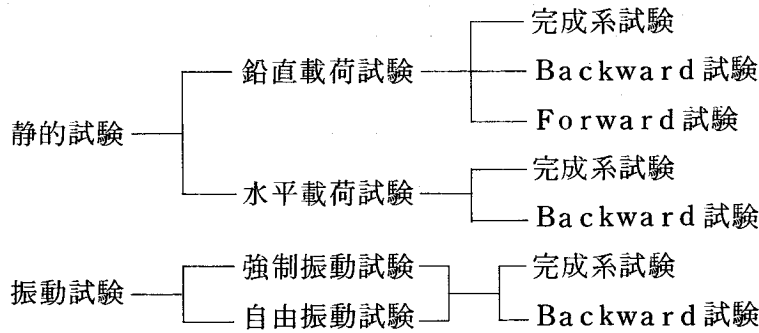 完成系試験
鉛直載荷試験 Backward試験
Forward試験
静的試験
完成系試験
水平載荷試験
Backward試験
強制振動試験 完成系試験
振動試験
自由振動試験 Backward試験